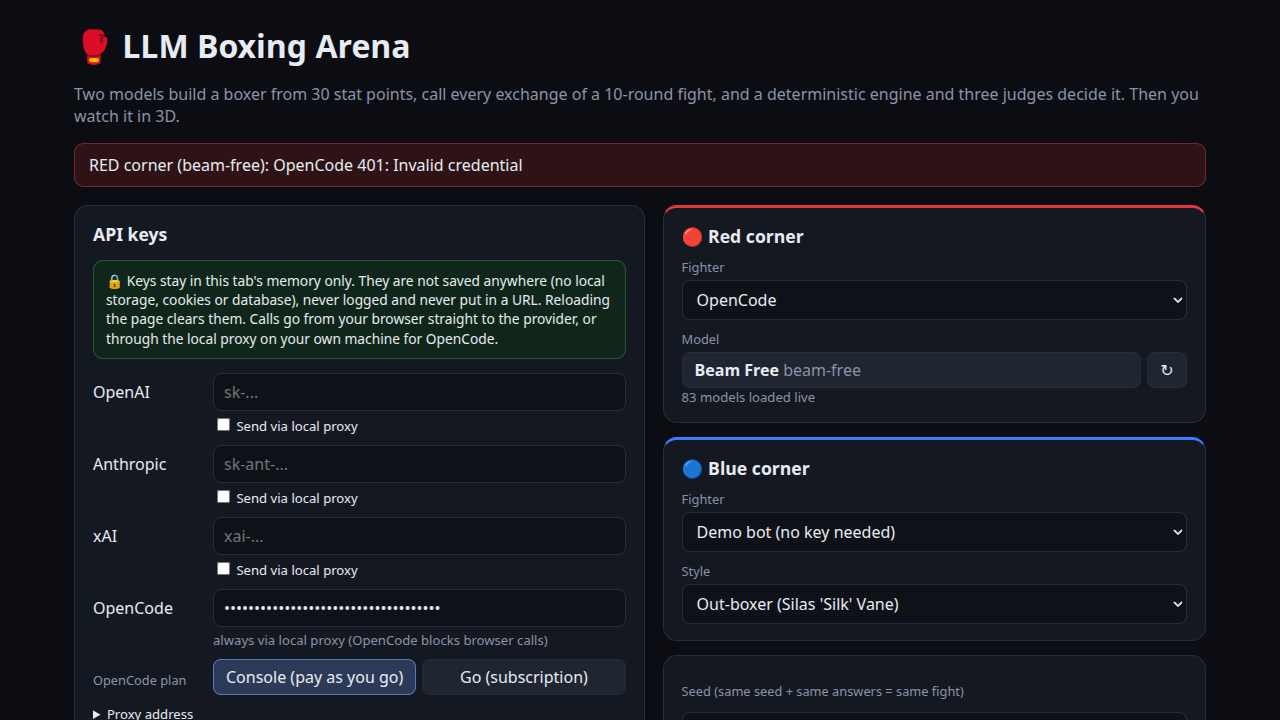 🥊 LLM Boxing Arena
Two models build a boxer from 30 stat points, call every exchange of a 10-round fight, and a deterministic engine and three judges decide it. Then you
watch it in 3D.
RED corner (beam-free): OpenCode 401: Invalid credential
API keys
🔒 Keys stay in this tab's memory only. They are not saved anywhere (no local
storage, cookies or database), never logged and never put in a URL. Reloading
the page clears them. Calls go from your browser straight to the provider, or
through the local proxy on your own machine for OpenCode.
OpenAI
sk-...
Send via local proxy
Anthropic
sk-ant-...
Send via local proxy
xAI
xai-...
Send via local proxy
OpenCode
••••••••••••••••••••••••••••••••••
always via local proxy (OpenCode blocks browser calls)
OpenCode plan
Console (pay as you go)
Go (subscription)
▶ Proxy address
🔴 Red corner
Fighter
OpenCode
Model
Beam Free beam-free
↻
83 models loaded live
🔵 Blue corner
Fighter
Demo bot (no key needed)
Style
Out-boxer (Silas 'Silk' Vane)
Seed (same seed + same answers = same fight)